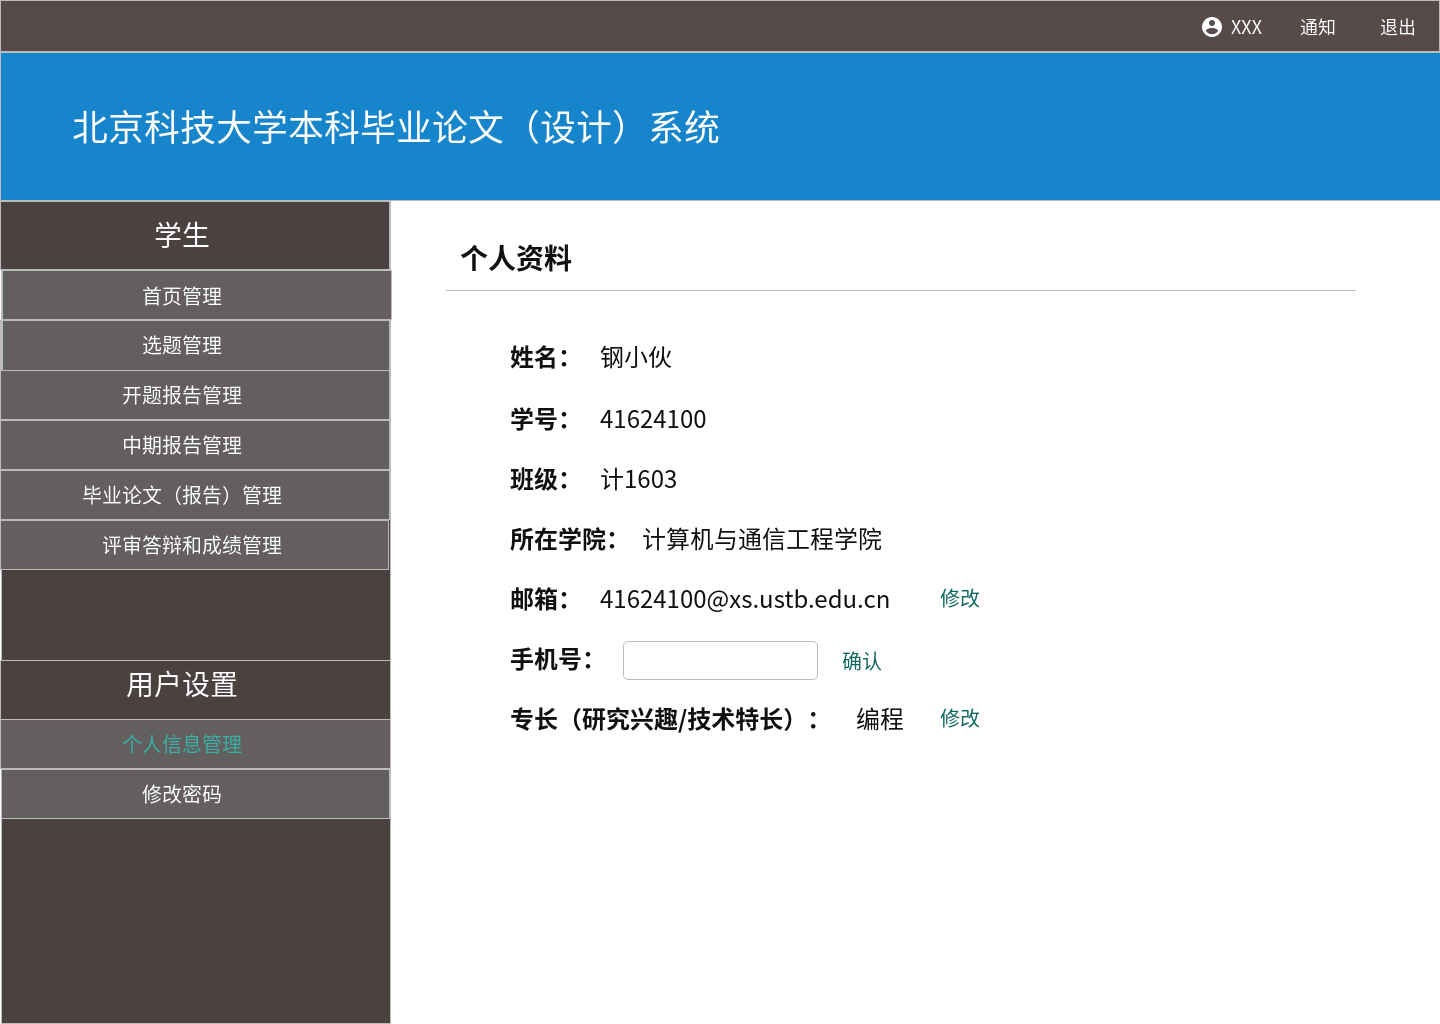 XXX 通知 退出
北京科技大学本科毕业论文（设计）系统
学生
首页管理
选题管理
开题报告管理
中期报告管理
毕业论文（报告）管理
评审答辩和成绩管理
用户设置
个人信息管理
修改密码
个人资料
姓名： 钢小伙
学号： 41624100
班级： 计1603
所在学院： 计算机与通信工程学院
邮箱： 41624100@xs.ustb.edu.cn 修改
手机号： 确认
专长（研究兴趣/技术特长）： 编程 修改